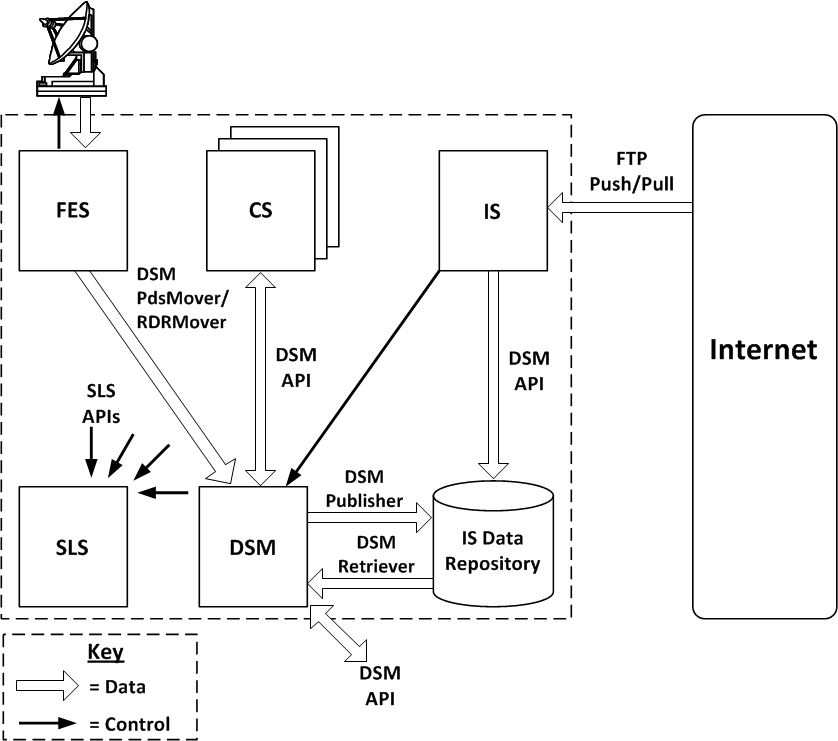 FES
CS
IS
FTP
Push/Pull
DSM
PdsMover/
RDRMover
DSM
API
DSM
API
Internet
SLS
APIs
SLS
DSM
DSM
Publisher
DSM
Retriever
IS Data
Repository
DSM
API
Key
= Data
= Control